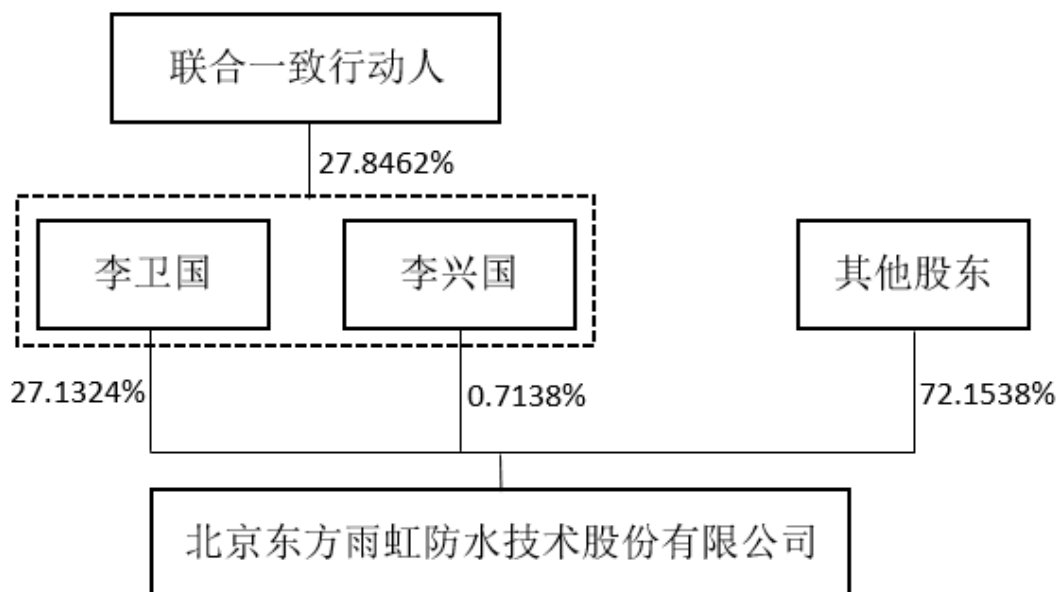 联合一致行动人
27.8462%
李卫国
李兴国
其他股东
27.1324%
0.7138%
72.1538%
北京东方雨虹防水技术股份有限公司